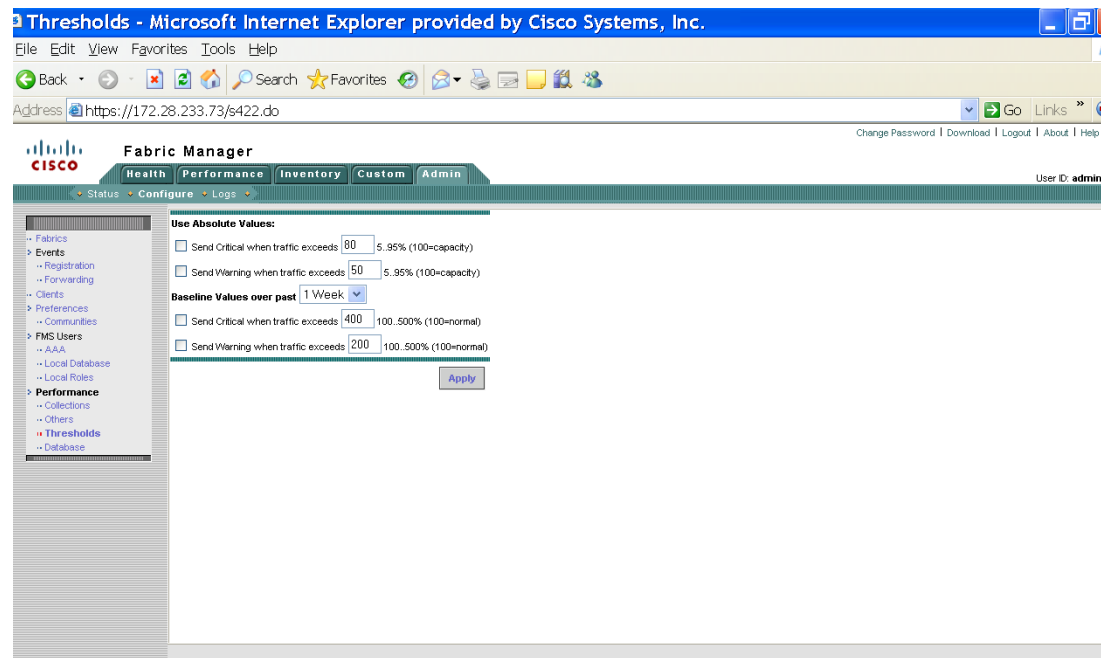 Thresholds - Microsoft Internet Explorer provided by Cisco Systems, Inc.
File Edit View Favorites Tools Help
Back Search Favorites
Address https://172.28.233.73/s422.do Go Links »
Change Password | Download | Logout | About | Help
CISCO Fabric Manager
Health Performance Inventory Custom Admin
User ID: admin
Status Configure Logs
Fabrics
Events
Registration
Forwarding
Clients
Preferences
Communities
FMS Users
AAA
Local Database
Local Roles
Performance
Collections
Others
Thresholds
Database
Use Absolute Values:
Send Critical when traffic exceeds 80 5..95% (100=capacity)
Send Warning when traffic exceeds 50 5..95% (100=capacity)
Baseline Values over past 1 Week
Send Critical when traffic exceeds 400 100..500% (100=normal)
Send Warning when traffic exceeds 200 100..500% (100=normal)
Apply